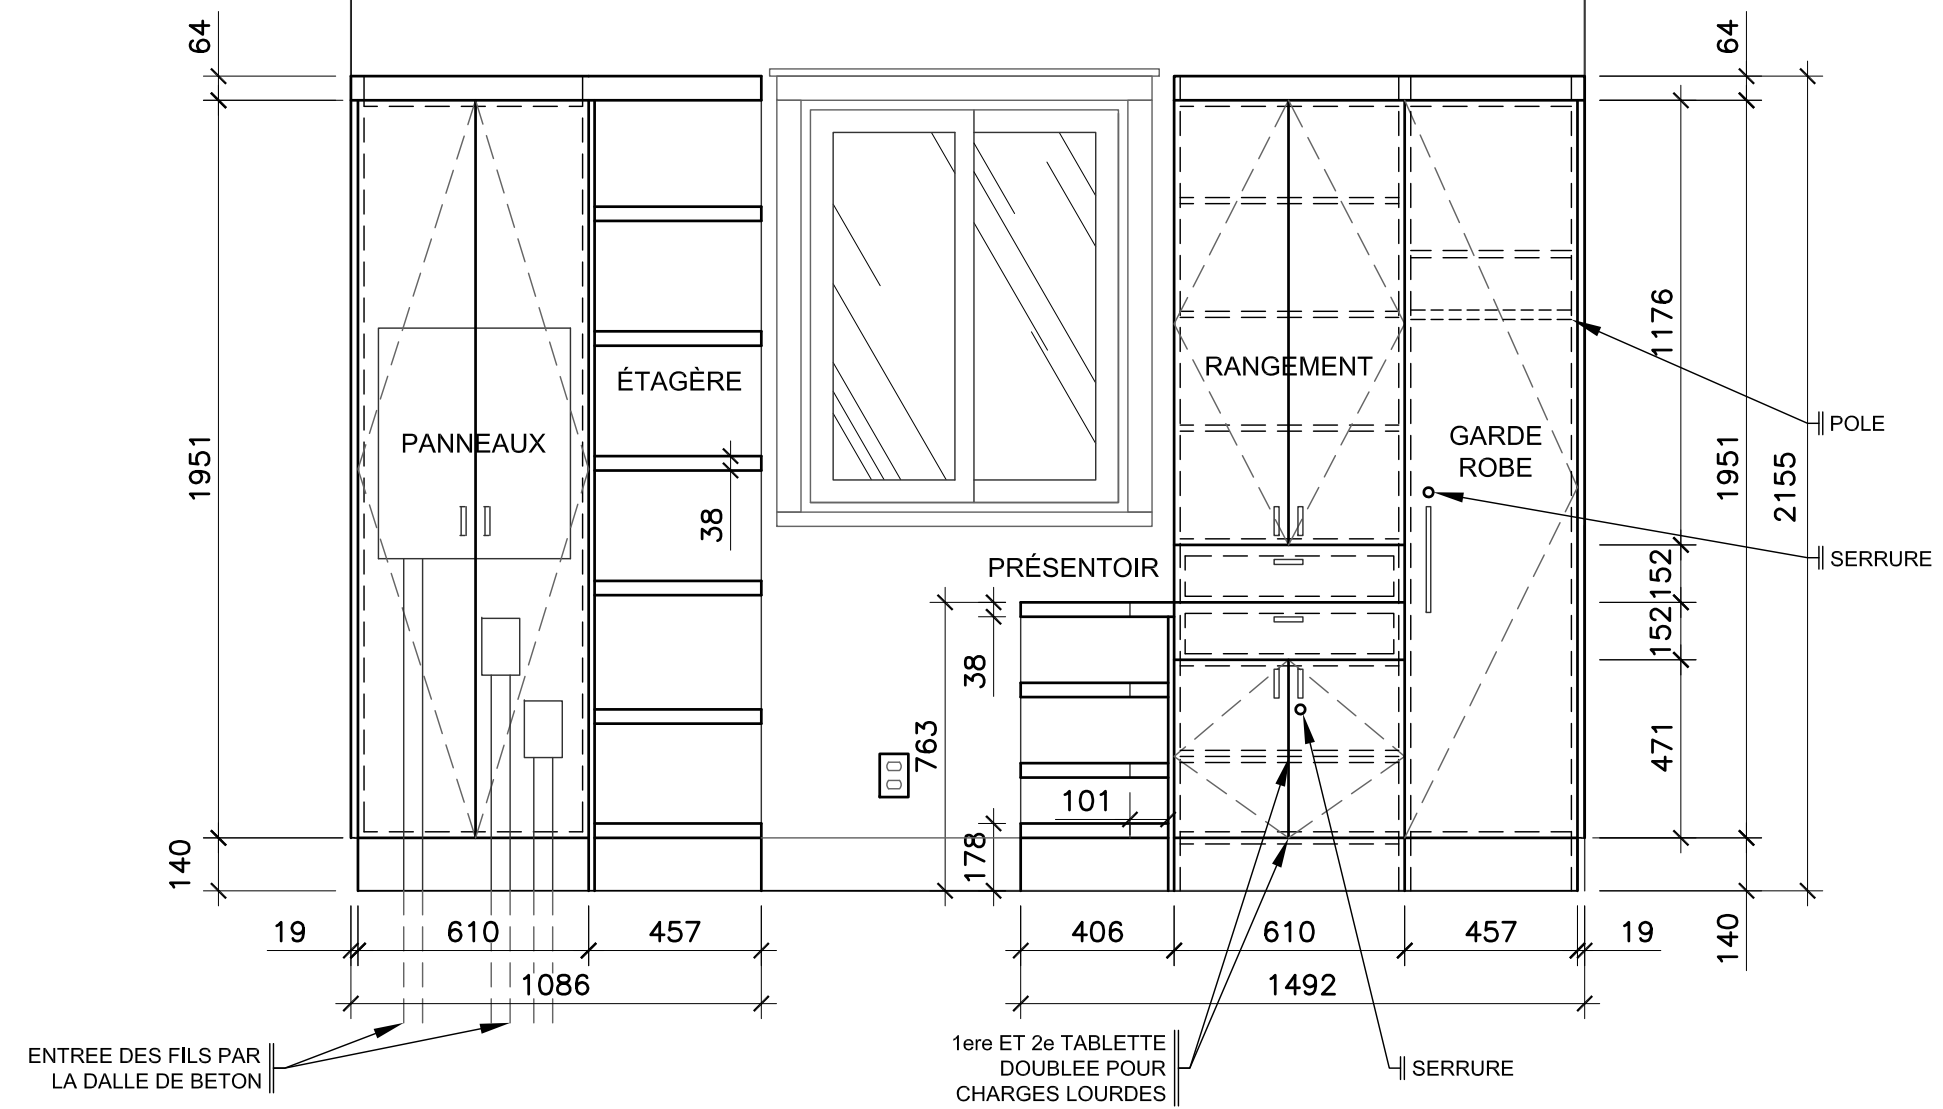 64
64
1176
ÉTAGÈRE
RANGEMENT
PANNEAUX
POLE
GARDE
ROBE
1951
1951
2155
38
PRÉSENTOIR
SERRURE
152
152
38
763
471
101
140
178
19
610
457
406
610
457
19
140
1086
1492
ENTREE DES FILS PAR
LA DALLE DE BETON
1ere ET 2e TABLETTE
DOUBLEE POUR
CHARGES LOURDES
SERRURE